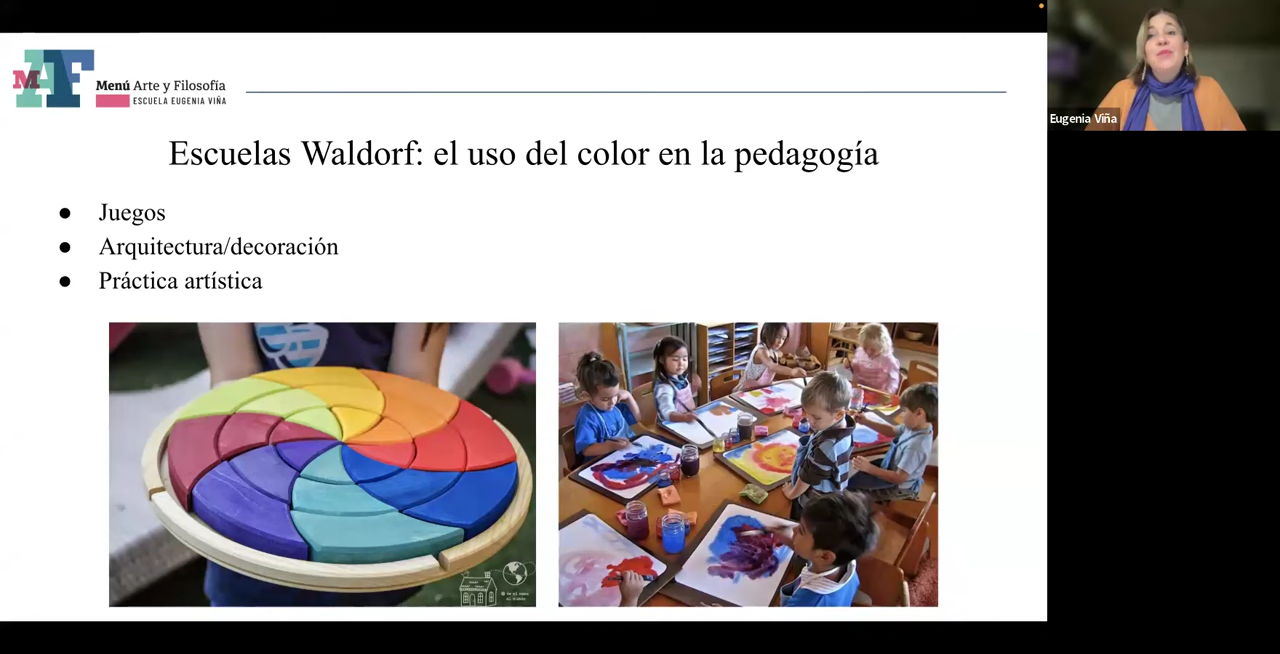 MAF
Menú Arte y Filosofía
ESCUELA EUGENIA VIÑA
Eugenia Viña
Escuelas Waldorf: el uso del color en la pedagogía
● Juegos
● Arquitectura/decoración
● Práctica artística